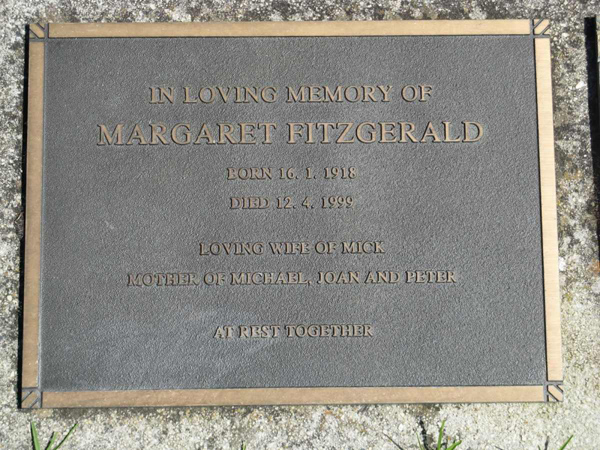 IN LOVING MEMORY OF
MARGARET FITZGERALD
BORN 16. 1. 1918
DIED 12. 4. 1999
LOVING WIFE OF MICK
MOTHER OF MICHAEL, JOAN AND PETER
AT REST TOGETHER